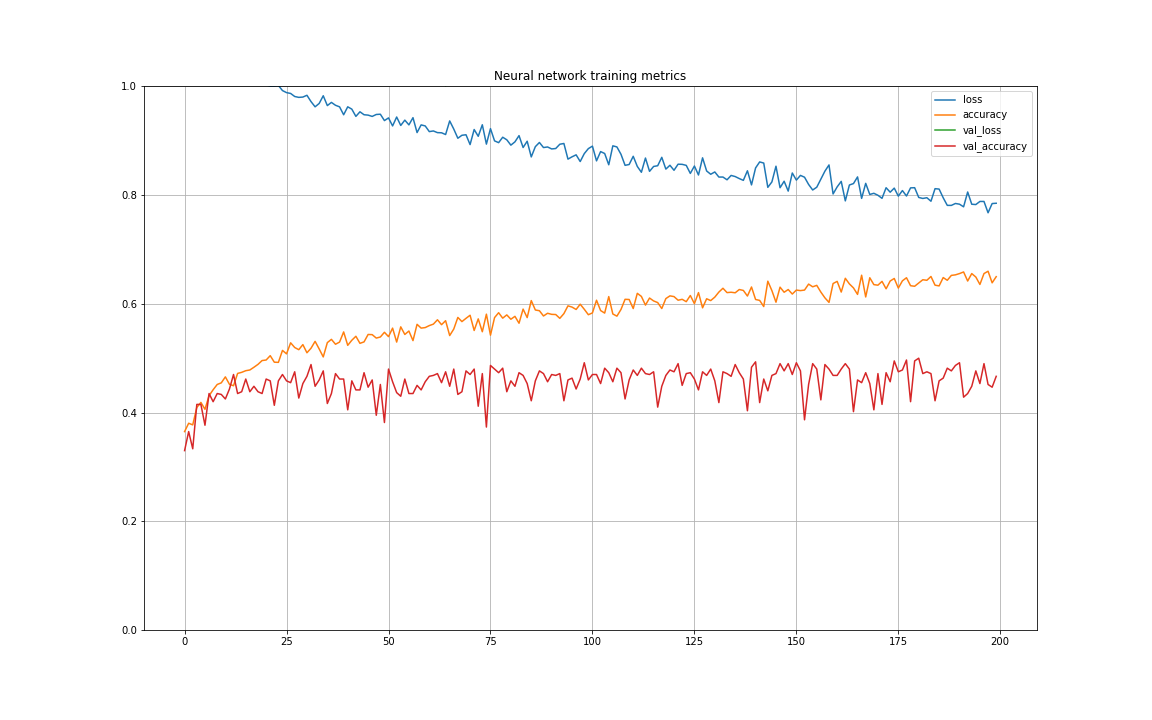 Neural network training metrics
1.0
0.8
0.6
0.4
0.2
0.0
0 25 50 75 100 125 150 175 200
loss
accuracy
val_loss
val_accuracy